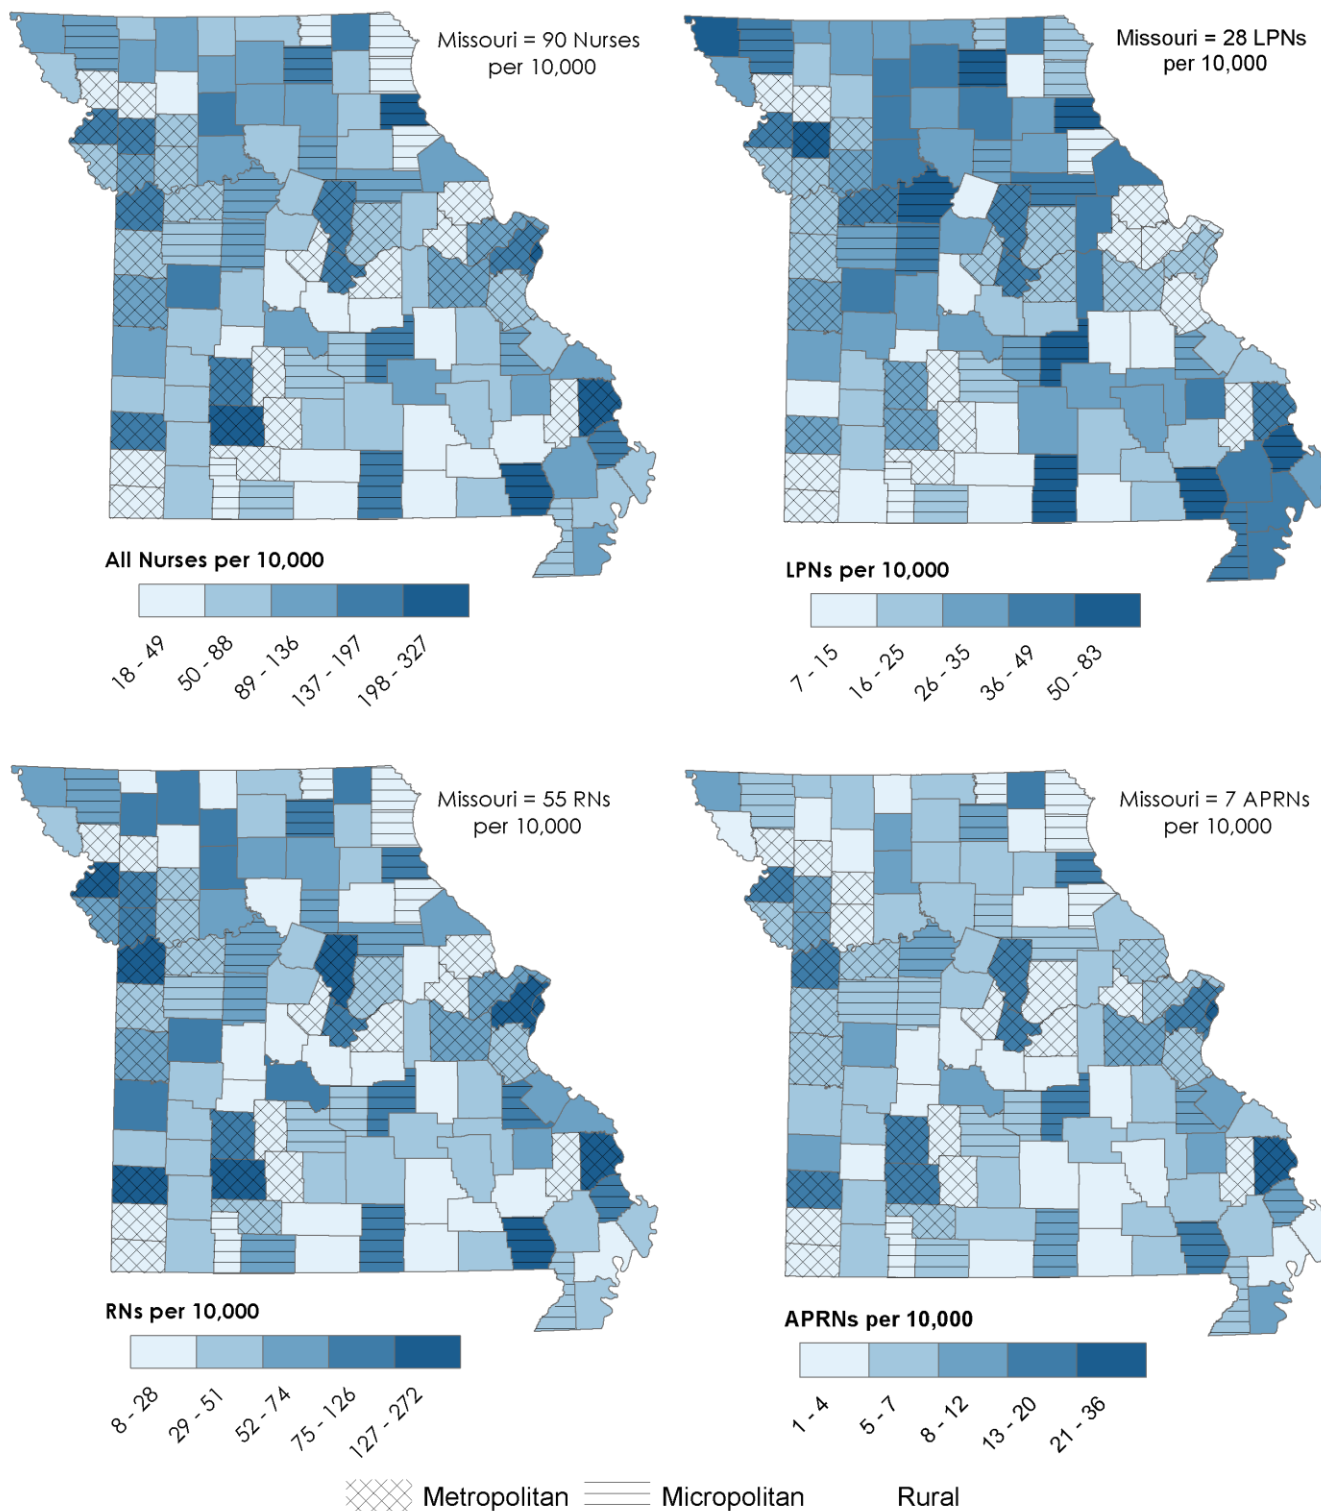 Missouri = 90 Nurses
per 10,000
Missouri = 28 LPNs
per 10,000
All Nurses per 10,000
18 - 49
50 - 88
89 - 136
137 - 197
198 - 327
LPNs per 10,000
7 - 15
16 - 25
26 - 35
36 - 49
50 - 83
Missouri = 55 RNs
per 10,000
Missouri = 7 APRNs
per 10,000
RNs per 10,000
8 - 28
29 - 51
52 - 74
75 - 126
127 - 272
APRNs per 10,000
1 - 4
5 - 7
8 - 12
13 - 20
21 - 36
Metropolitan
Micropolitan
Rural